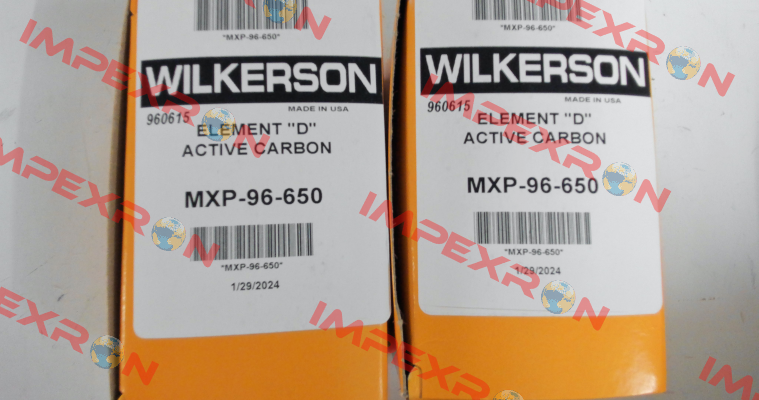 "MXP-96-650"
WILKERSON
MADE IN USA
960615
ELEMENT "D"
ACTIVE CARBON
MXP-96-650
"MXP-96-650"
1/29/2024
"MXP-96-650"
WILKERSON
MADE IN USA
960615
ELEMENT "D"
ACTIVE CARBON
MXP-96-650
"MXP-96-650"
1/29/2024
IMPEXRON
IMPEXRON
IMPEXRON
IMPEXRON
IMPEXRON
IMPEXRON
IMPEXRON